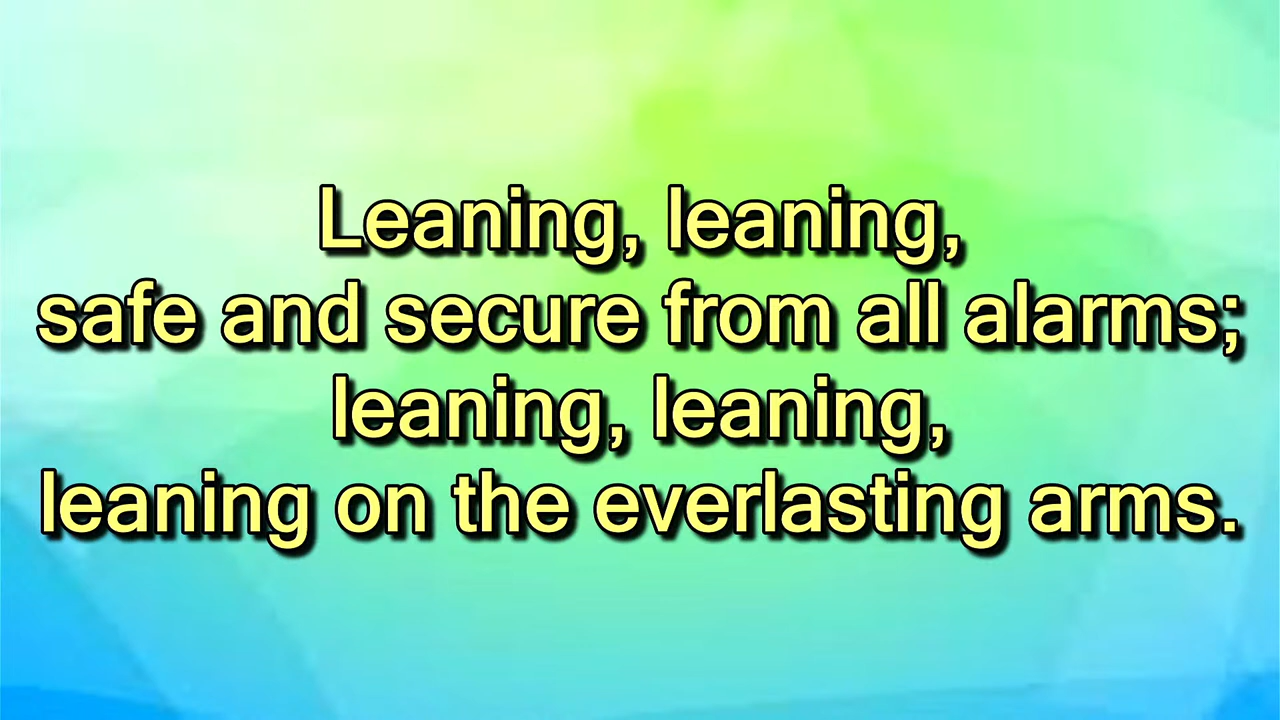 Leaning, leaning,
safe and secure from all alarms;
leaning, leaning,
leaning on the everlasting arms.